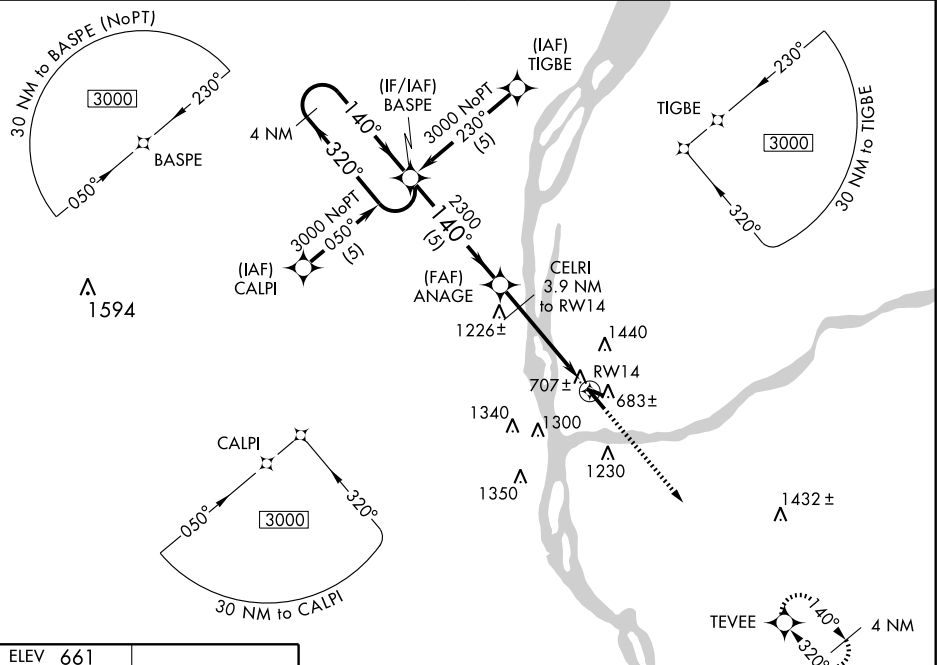 30 NM to BASPE (NoPT)
3000
230°
BASPE
050°
(IAF)
TIGBE
(IF/IAF)
BASPE
3000 NoPT
230°
(5)
4 NM
140°
320°
3000 NoPT
050°
(5)
(IAF)
CALPI
2300
140°
(5)
(FAF)
ANAGE
CELRI
3.9 NM
to RW14
TIGBE
230°
3000
320°
30 NM to TIGBE
1594
1226±
1440
707±
RW14
683±
1340
1300
1230
1350
1432±
CALPI
050°
3000
320°
30 NM to CALPI
TEVEE
140°
320°
4 NM
ELEV 661